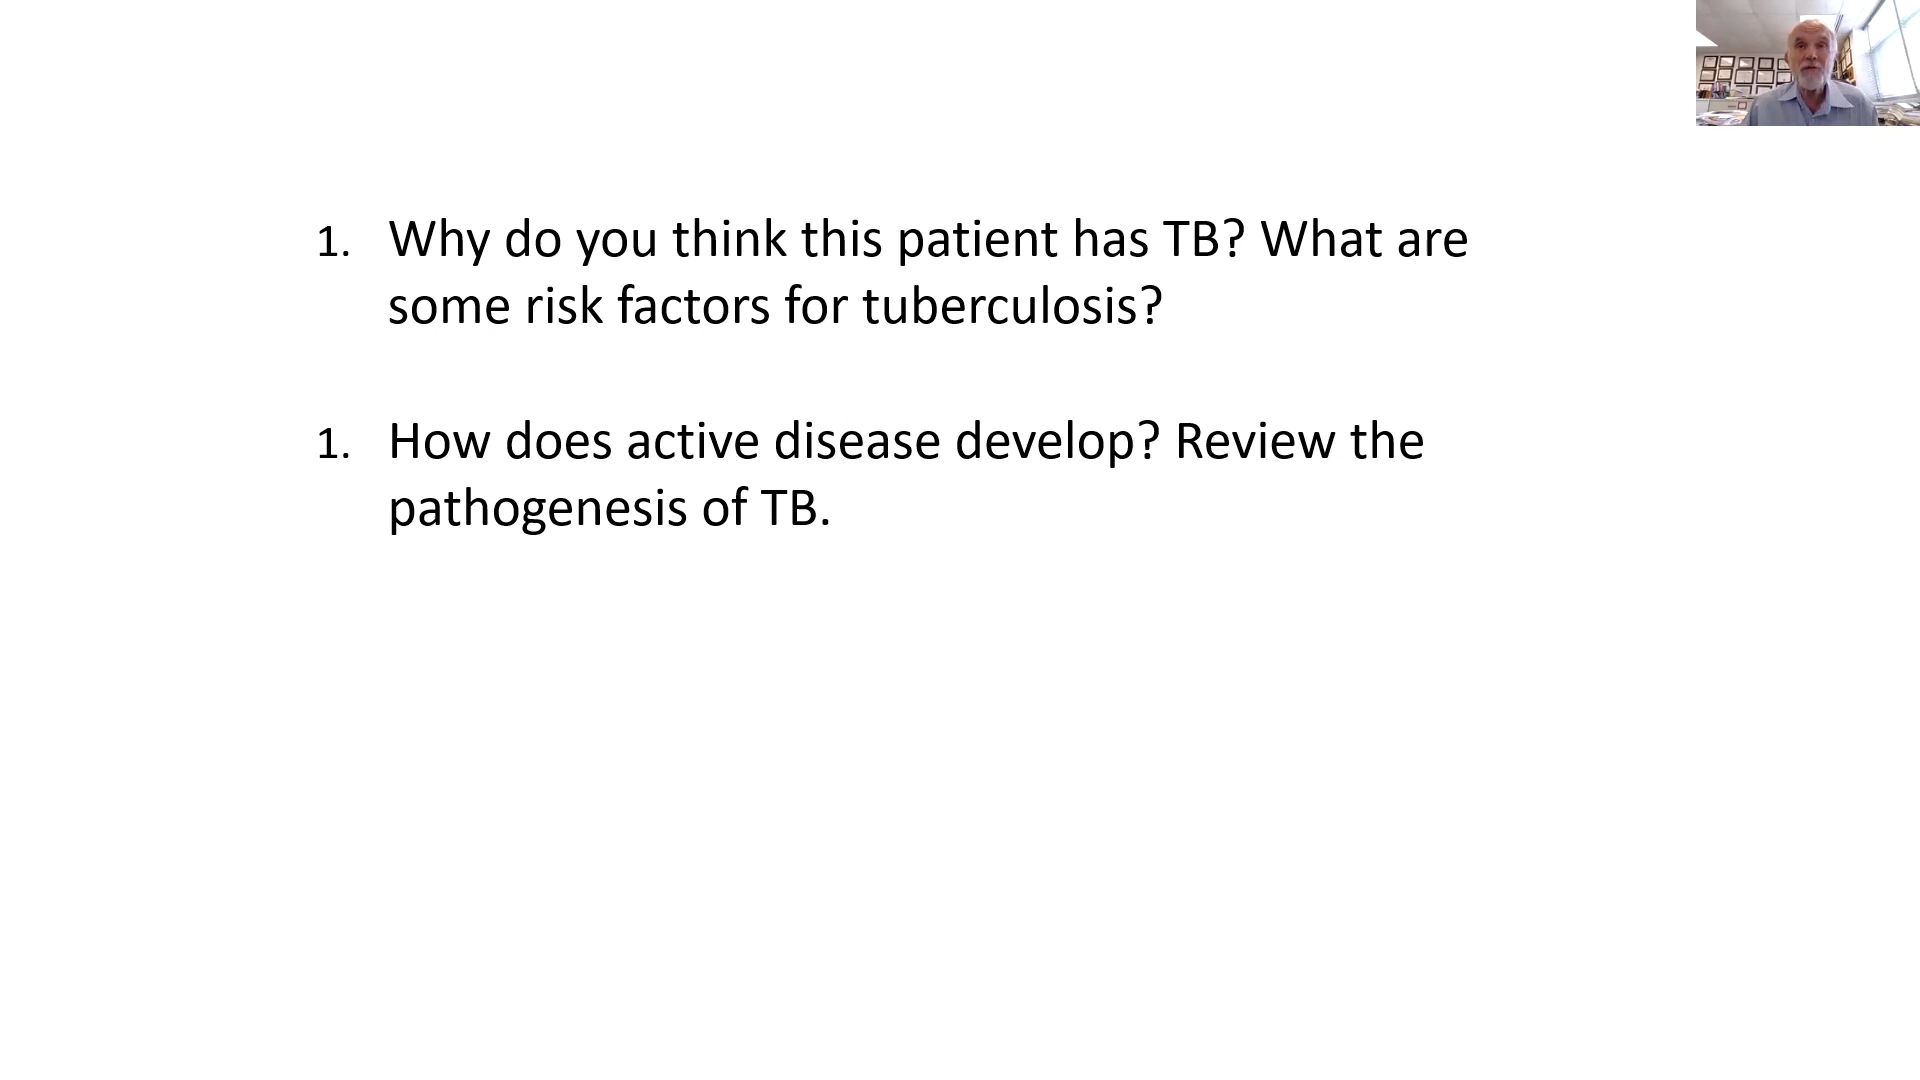 1. Why do you think this patient has TB? What are
some risk factors for tuberculosis?
1. How does active disease develop? Review the
pathogenesis of TB.